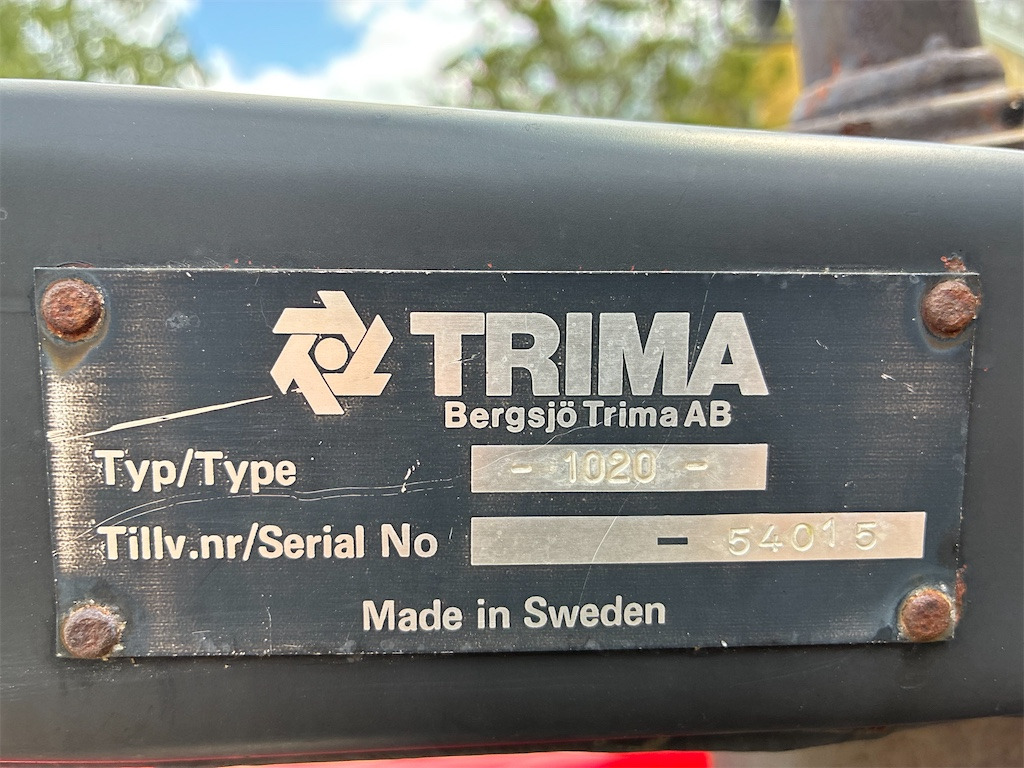 TRIMA
Bergsjö Trima AB
Typ/Type - 1020 -
Tillv.nr/Serial No - 54015
Made in Sweden